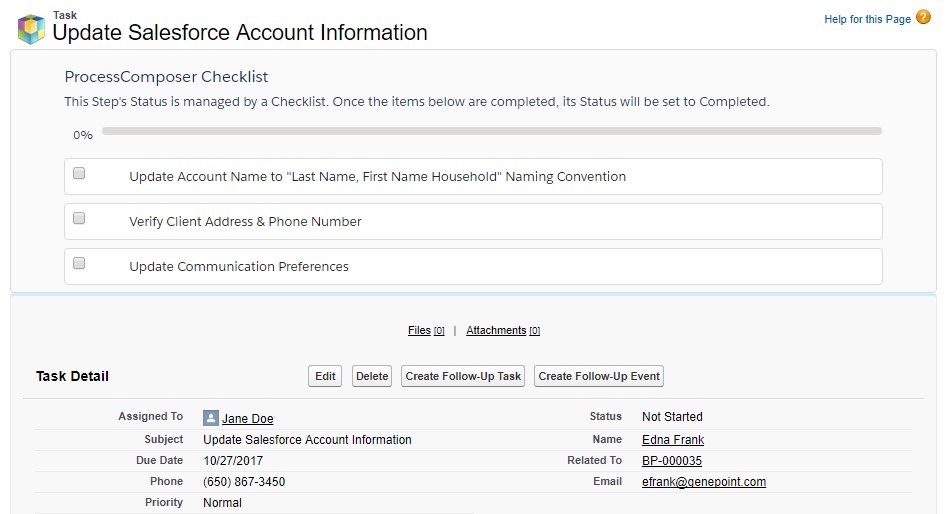 Task
Update Salesforce Account Information
Help for this Page ?
ProcessComposer Checklist
This Step's Status is managed by a Checklist. Once the items below are completed, its Status will be set to Completed.
0%
Update Account Name to "Last Name, First Name Household" Naming Convention
Verify Client Address & Phone Number
Update Communication Preferences
Files [0] | Attachments [0]
Task Detail Edit Delete Create Follow-Up Task Create Follow-Up Event
Assigned To Jane Doe Status Not Started
Subject Update Salesforce Account Information Name Edna Frank
Due Date 10/27/2017 Related To BP-000035
Phone (650) 867-3450 Email efrank@genepoint.com
Priority Normal